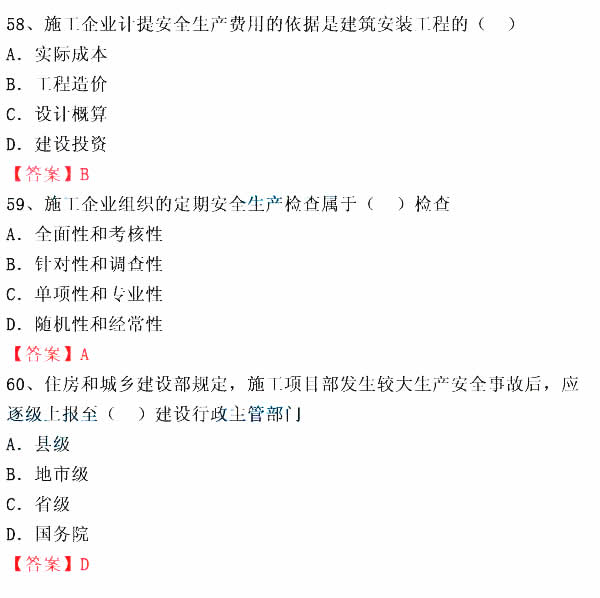 58、施工企业计提安全生产费用的依据是建筑安装工程的（　）
A. 实际成本
B. 工程造价
C. 设计概算
D. 建设投资
【答案】B
59、施工企业组织的定期安全生产检查属于（　）检查
A. 全面性和考核性
B. 针对性和调查性
C. 单项性和专业性
D. 随机性和经常性
【答案】A
60、住房和城乡建设部规定，施工项目部发生较大生产安全事故后，应
逐级上报至（　）建设行政主管部门
A. 县级
B. 地市级
C. 省级
D. 国务院
【答案】D